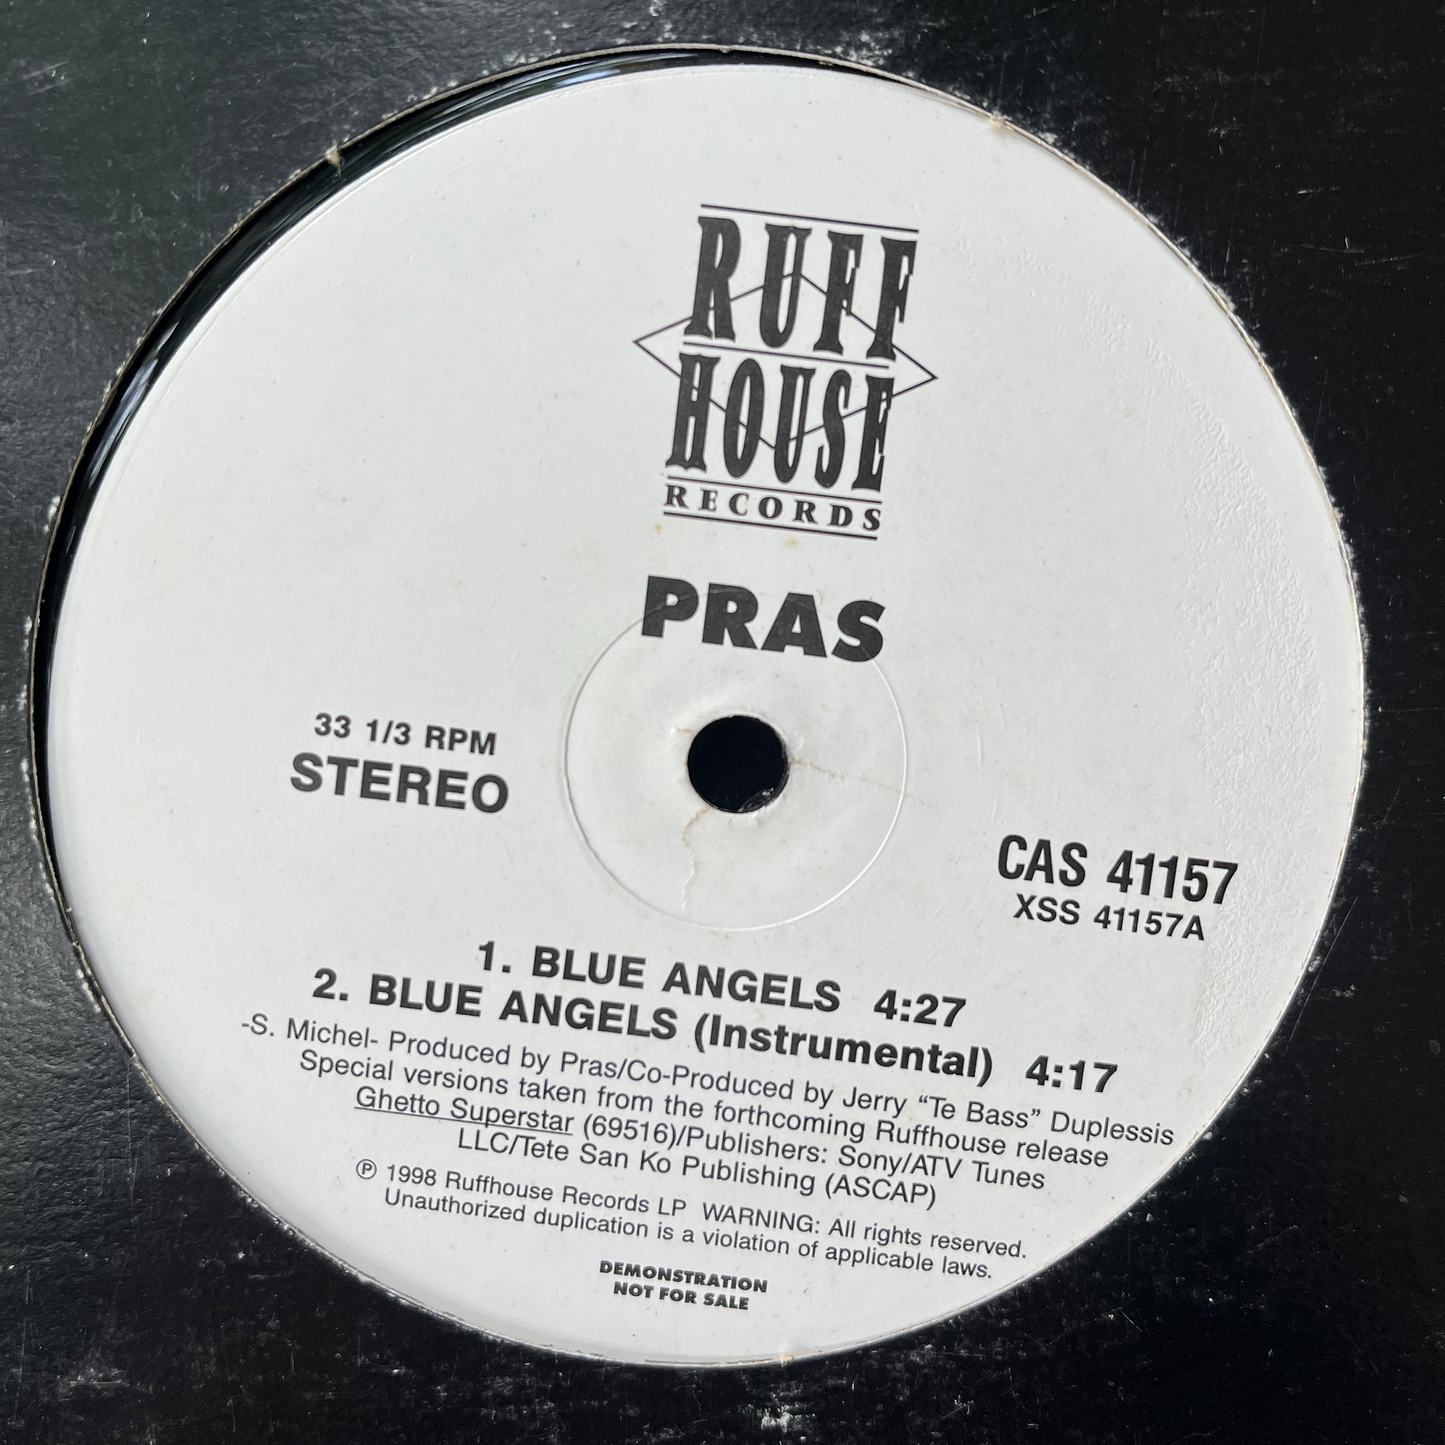 RUFF
HOUSE
RECORDS
PRAS
33 1/3 RPM
STEREO
CAS 41157
XSS 41157A
1. BLUE ANGELS 4:27
2. BLUE ANGELS (Instrumental) 4:17
-S. Michel- Produced by Pras/Co-Produced by Jerry “Te Bass” Duplessis
Special versions taken from the forthcoming Ruffhouse release
Ghetto Superstar (69516)/Publishers: Sony/ATV Tunes
LLC/Tete San Ko Publishing (ASCAP)
℗ 1998 Ruffhouse Records LP WARNING: All rights reserved.
Unauthorized duplication is a violation of applicable laws.
DEMONSTRATION
NOT FOR SALE